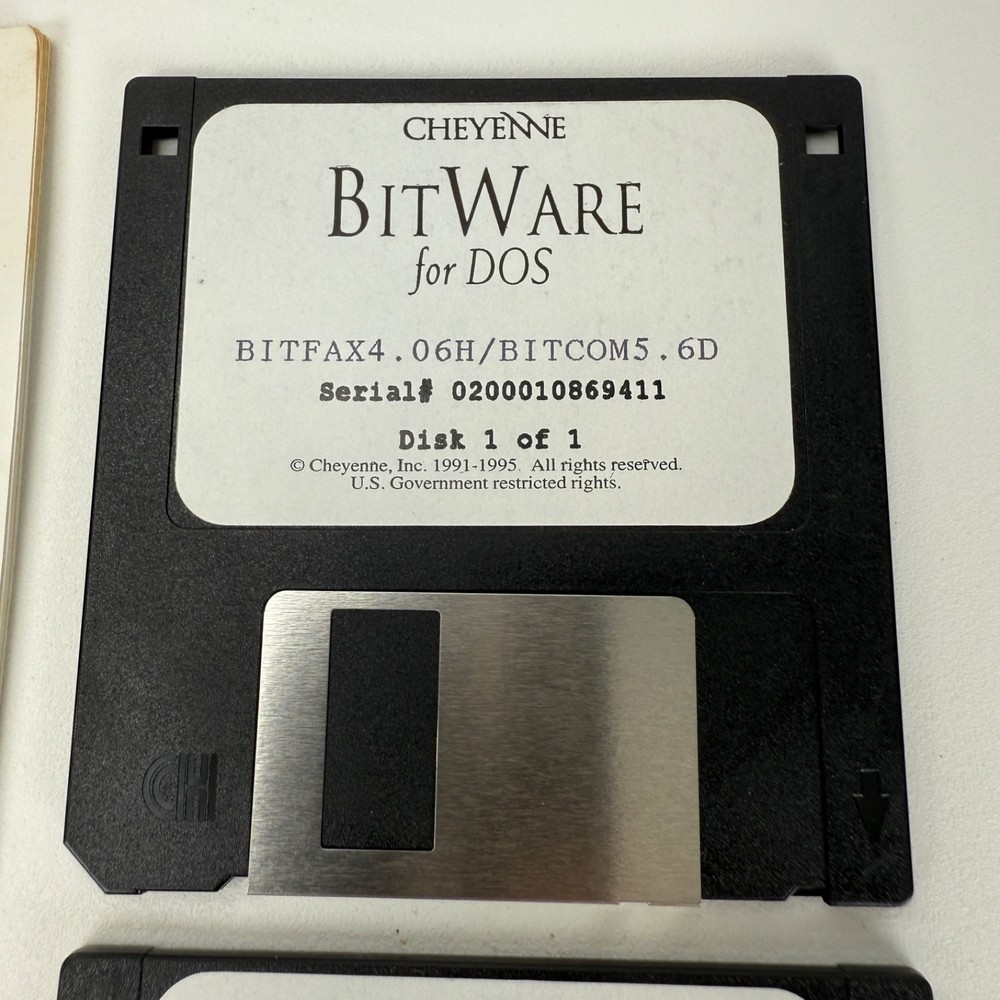 CHEYENNE
BITWARE
for DOS
BITFAX4.06H/BITCOM5.6D
Serial# 0200010869411
Disk 1 of 1
© Cheyenne, Inc. 1991-1995. All rights reserved.
U.S. Government restricted rights.